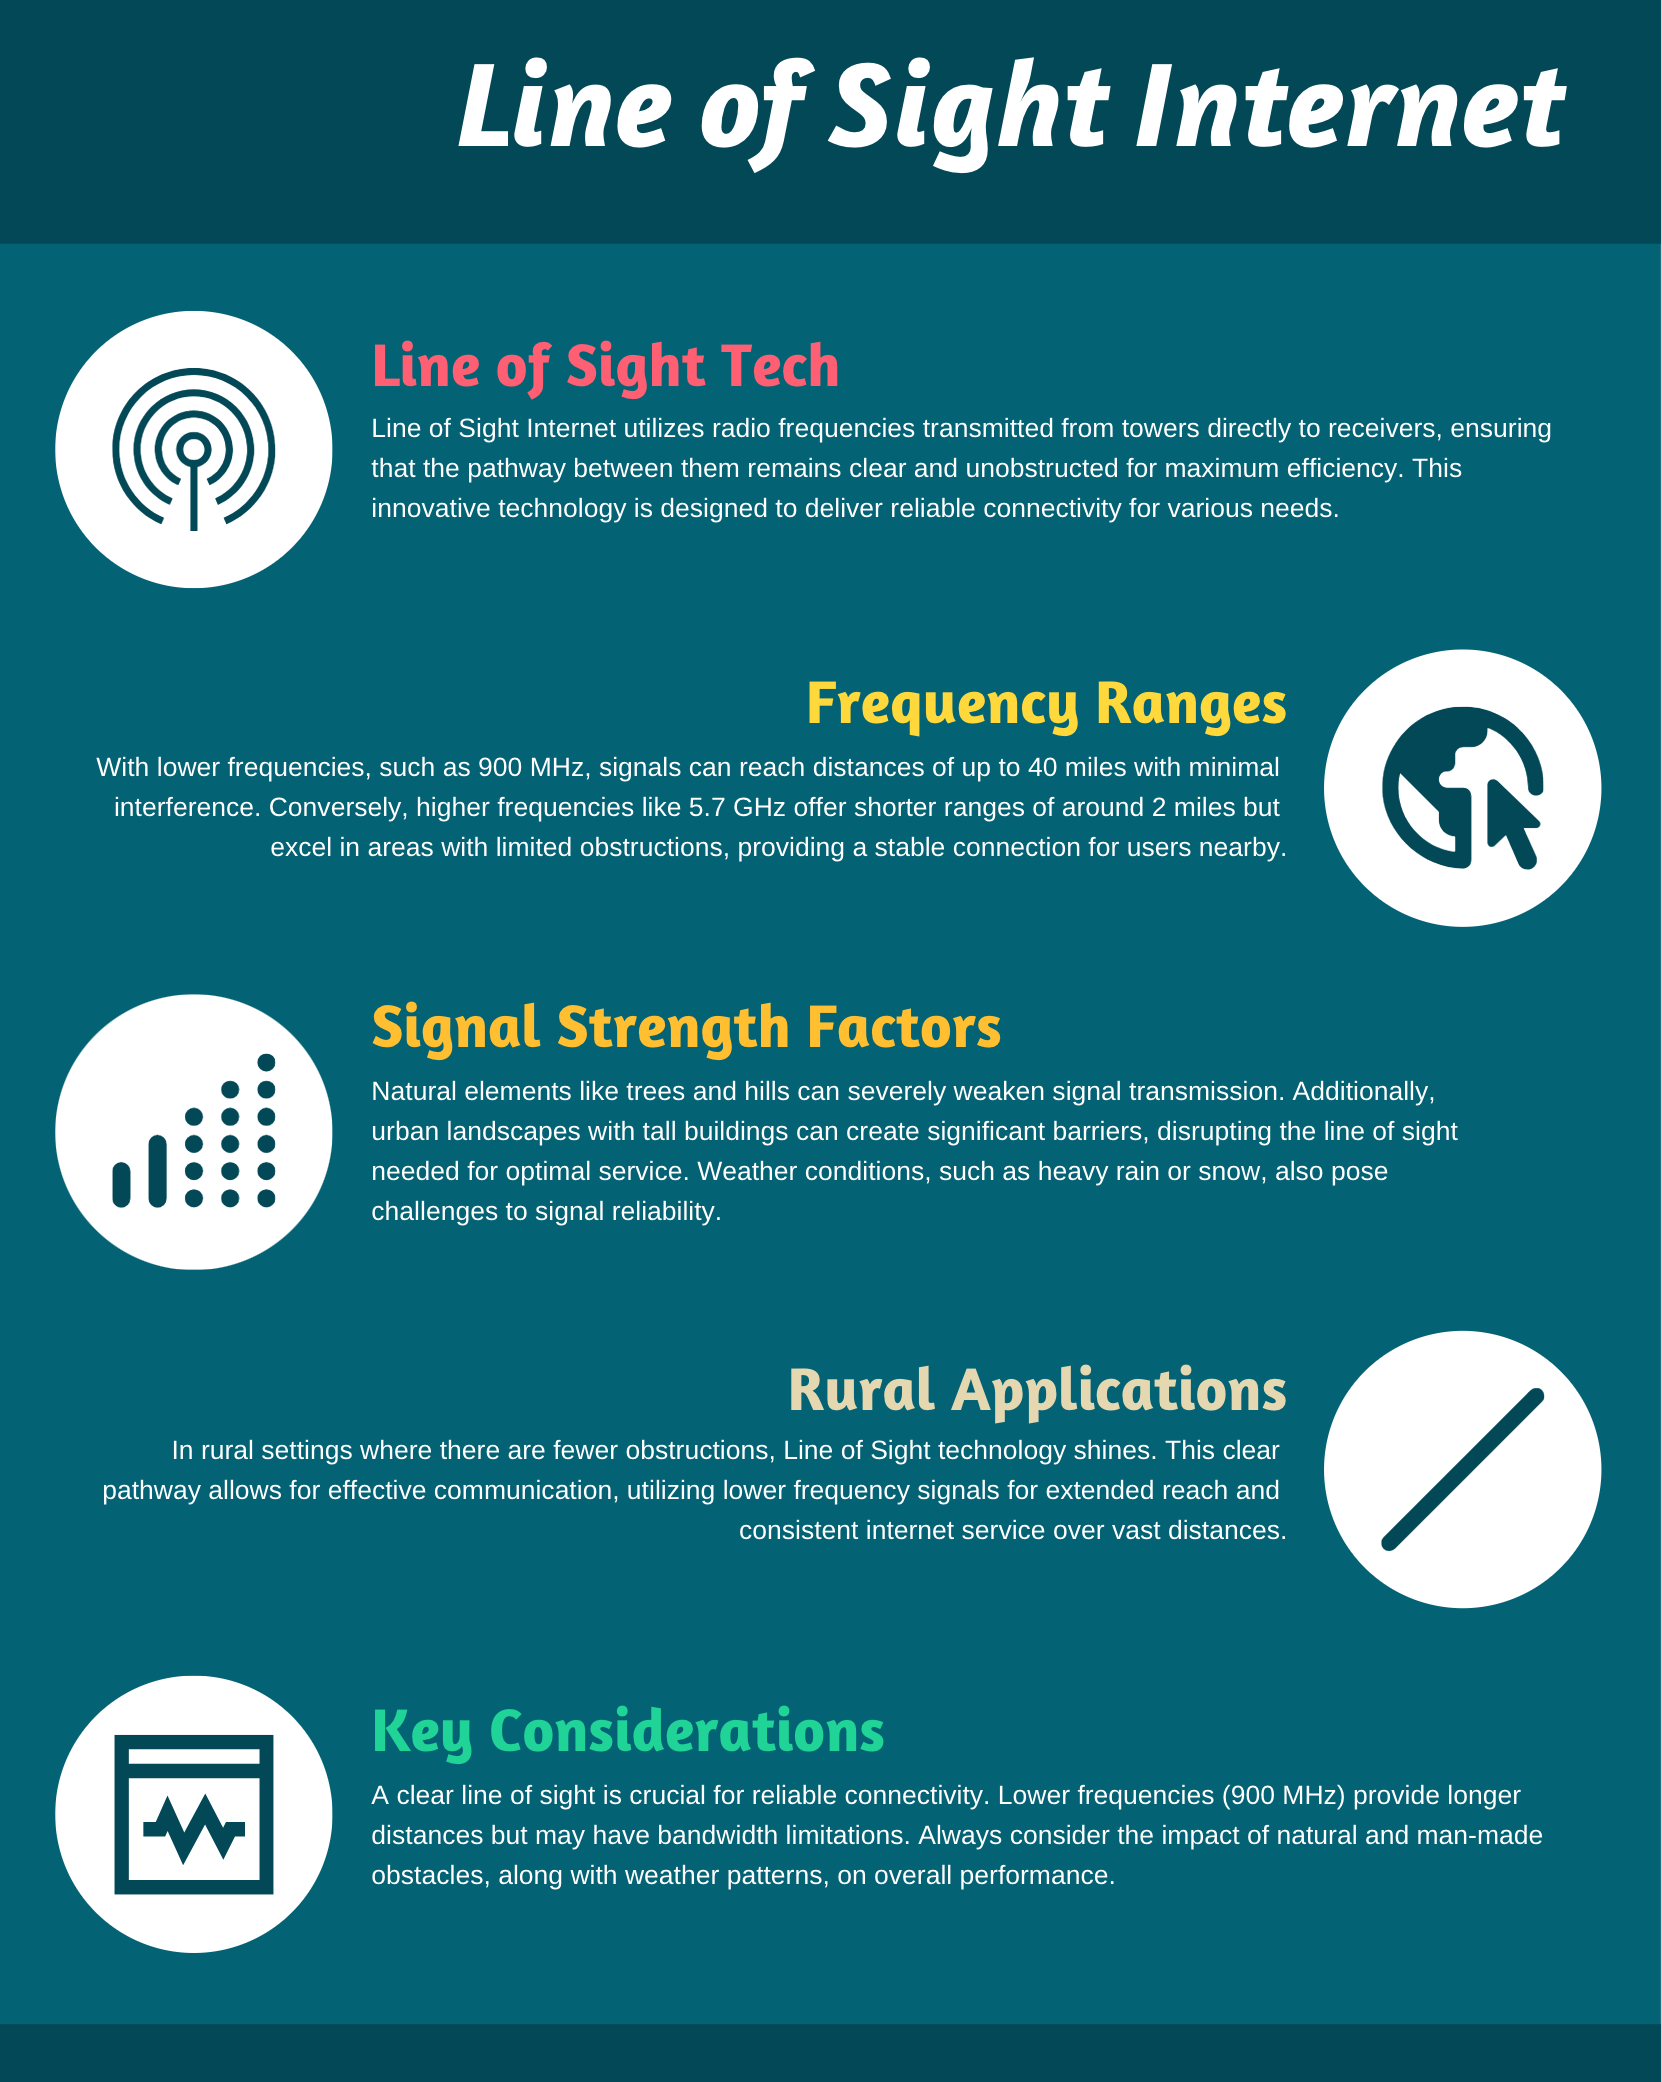 Line of Sight Internet
Line of Sight Tech
Line of Sight Internet utilizes radio frequencies transmitted from towers directly to receivers, ensuring
that the pathway between them remains clear and unobstructed for maximum efficiency. This
innovative technology is designed to deliver reliable connectivity for various needs.
Frequency Ranges
With lower frequencies, such as 900 MHz, signals can reach distances of up to 40 miles with minimal
interference. Conversely, higher frequencies like 5.7 GHz offer shorter ranges of around 2 miles but
excel in areas with limited obstructions, providing a stable connection for users nearby.
Signal Strength Factors
Natural elements like trees and hills can severely weaken signal transmission. Additionally,
urban landscapes with tall buildings can create significant barriers, disrupting the line of sight
needed for optimal service. Weather conditions, such as heavy rain or snow, also pose
challenges to signal reliability.
Rural Applications
In rural settings where there are fewer obstructions, Line of Sight technology shines. This clear
pathway allows for effective communication, utilizing lower frequency signals for extended reach and
consistent internet service over vast distances.
Key Considerations
A clear line of sight is crucial for reliable connectivity. Lower frequencies (900 MHz) provide longer
distances but may have bandwidth limitations. Always consider the impact of natural and man-made
obstacles, along with weather patterns, on overall performance.